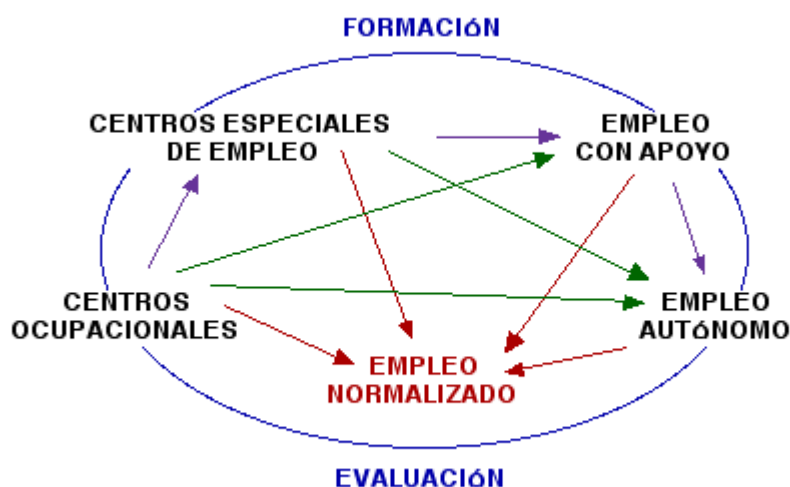 FORMACIóN
CENTROS ESPECIALES
DE EMPLEO
EMPLEO
CON APOYO
CENTROS
OCUPACIONALES
EMPLEO
AUTóNOMO
EMPLEO
NORMALIZADO
EVALUACIóN